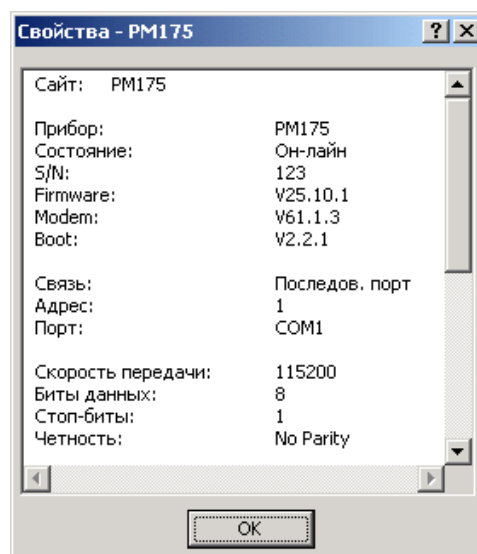 Свойства - PM175
Сайт: PM175
Прибор: PM175
Состояние: Он-лайн
S/N: 123
Firmware: V25.10.1
Modem: V61.1.3
Boot: V2.2.1
Связь: Последов. порт
Адрес: 1
Порт: COM1
Скорость передачи: 115200
Биты данных: 8
Стоп-биты: 1
Четность: No Parity
OK